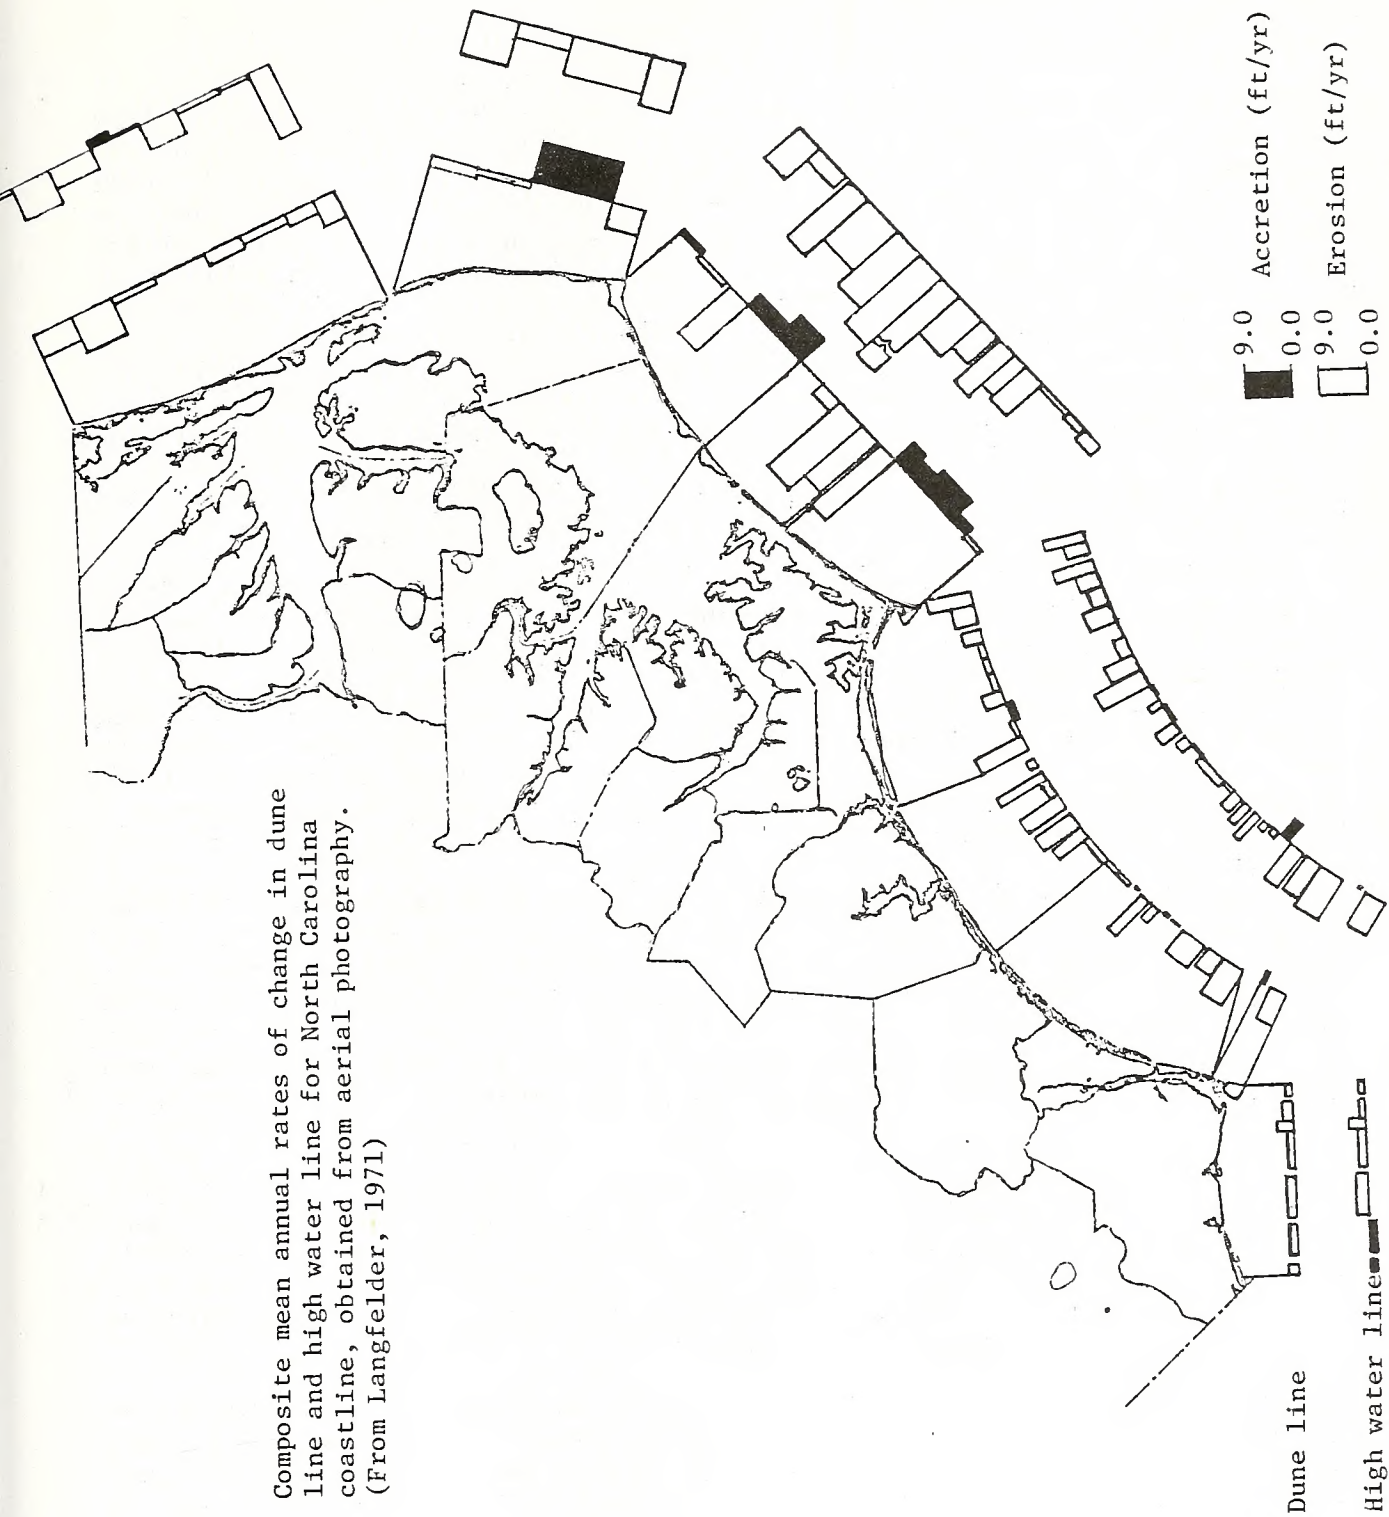 Composite mean annual rates of change in dune
line and high water line for North Carolina
coastline, obtained from aerial photography.
(From Langfelder, 1971)
9.0
Accretion (ft/yr)
0.0
9.0
Erosion (ft/yr)
0.0
Dune line
High water line